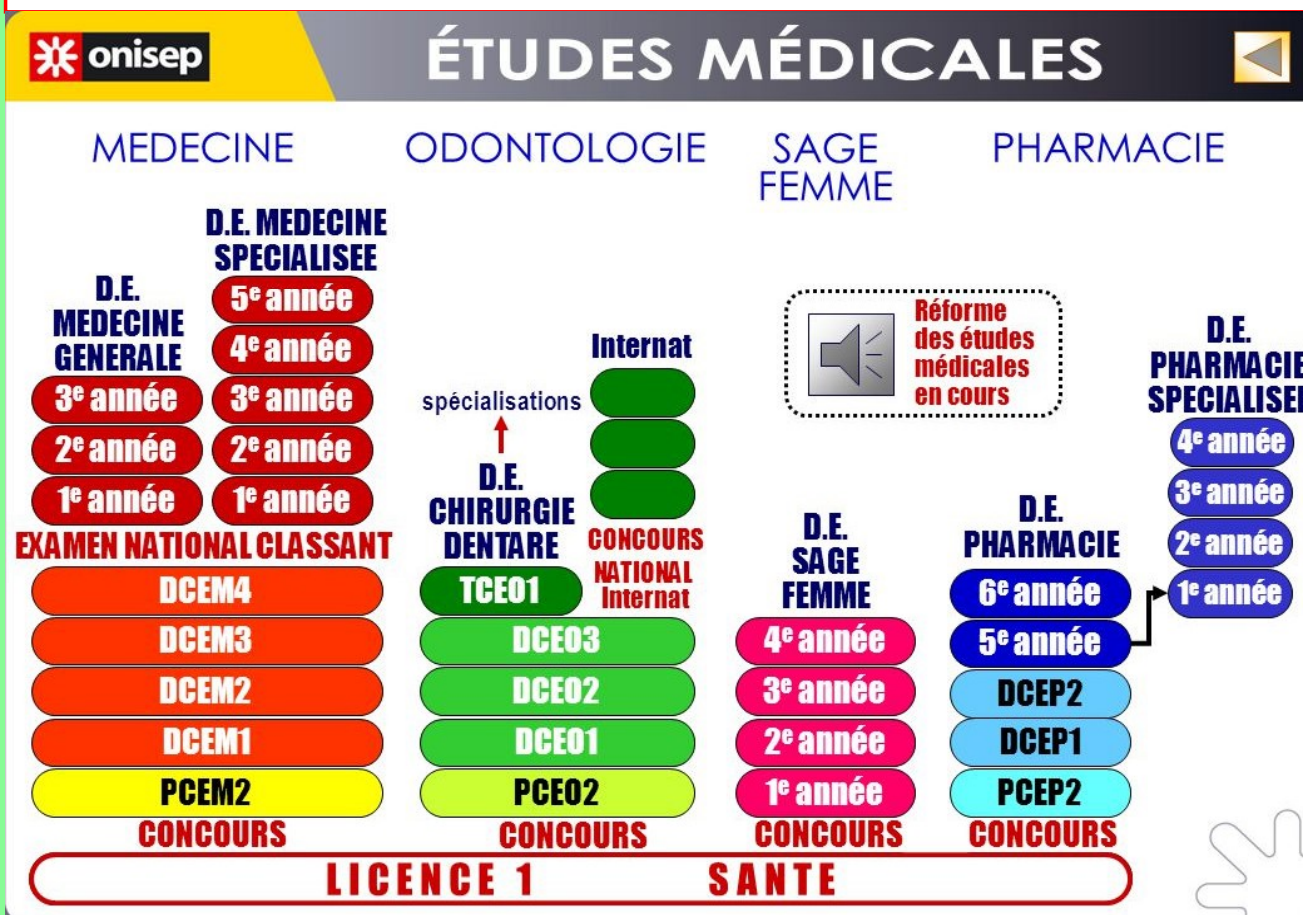 onisep
ÉTUDES MÉDICALES
MEDECINE
ODONTOLOGIE
SAGE
FEMME
PHARMACIE
D.E. MEDECINE
SPECIALISEE
5e année
4e année
3e année
2e année
1e année
D.E.
MEDECINE
GENERALE
3e année
2e année
1e année
EXAMEN NATIONAL CLASSANT
DCEM4
DCEM3
DCEM2
DCEM1
PCEM2
CONCOURS
Internat
spécialisations
D.E.
CHIRURGIE
DENTARE
CONCOURS
NATIONAL
Internat
TCEO1
DCEO3
DCEO2
DCEO1
PCEO2
CONCOURS
Réforme
des études
médicales
en cours
D.E.
SAGE
FEMME
4e année
3e année
2e année
1e année
CONCOURS
D.E.
PHARMACIE
6e année
5e année
DCEP2
DCEP1
PCEP2
CONCOURS
D.E.
PHARMACIE
SPECIALISEE
4e année
3e année
2e année
1e année
LICENCE 1 SANTE